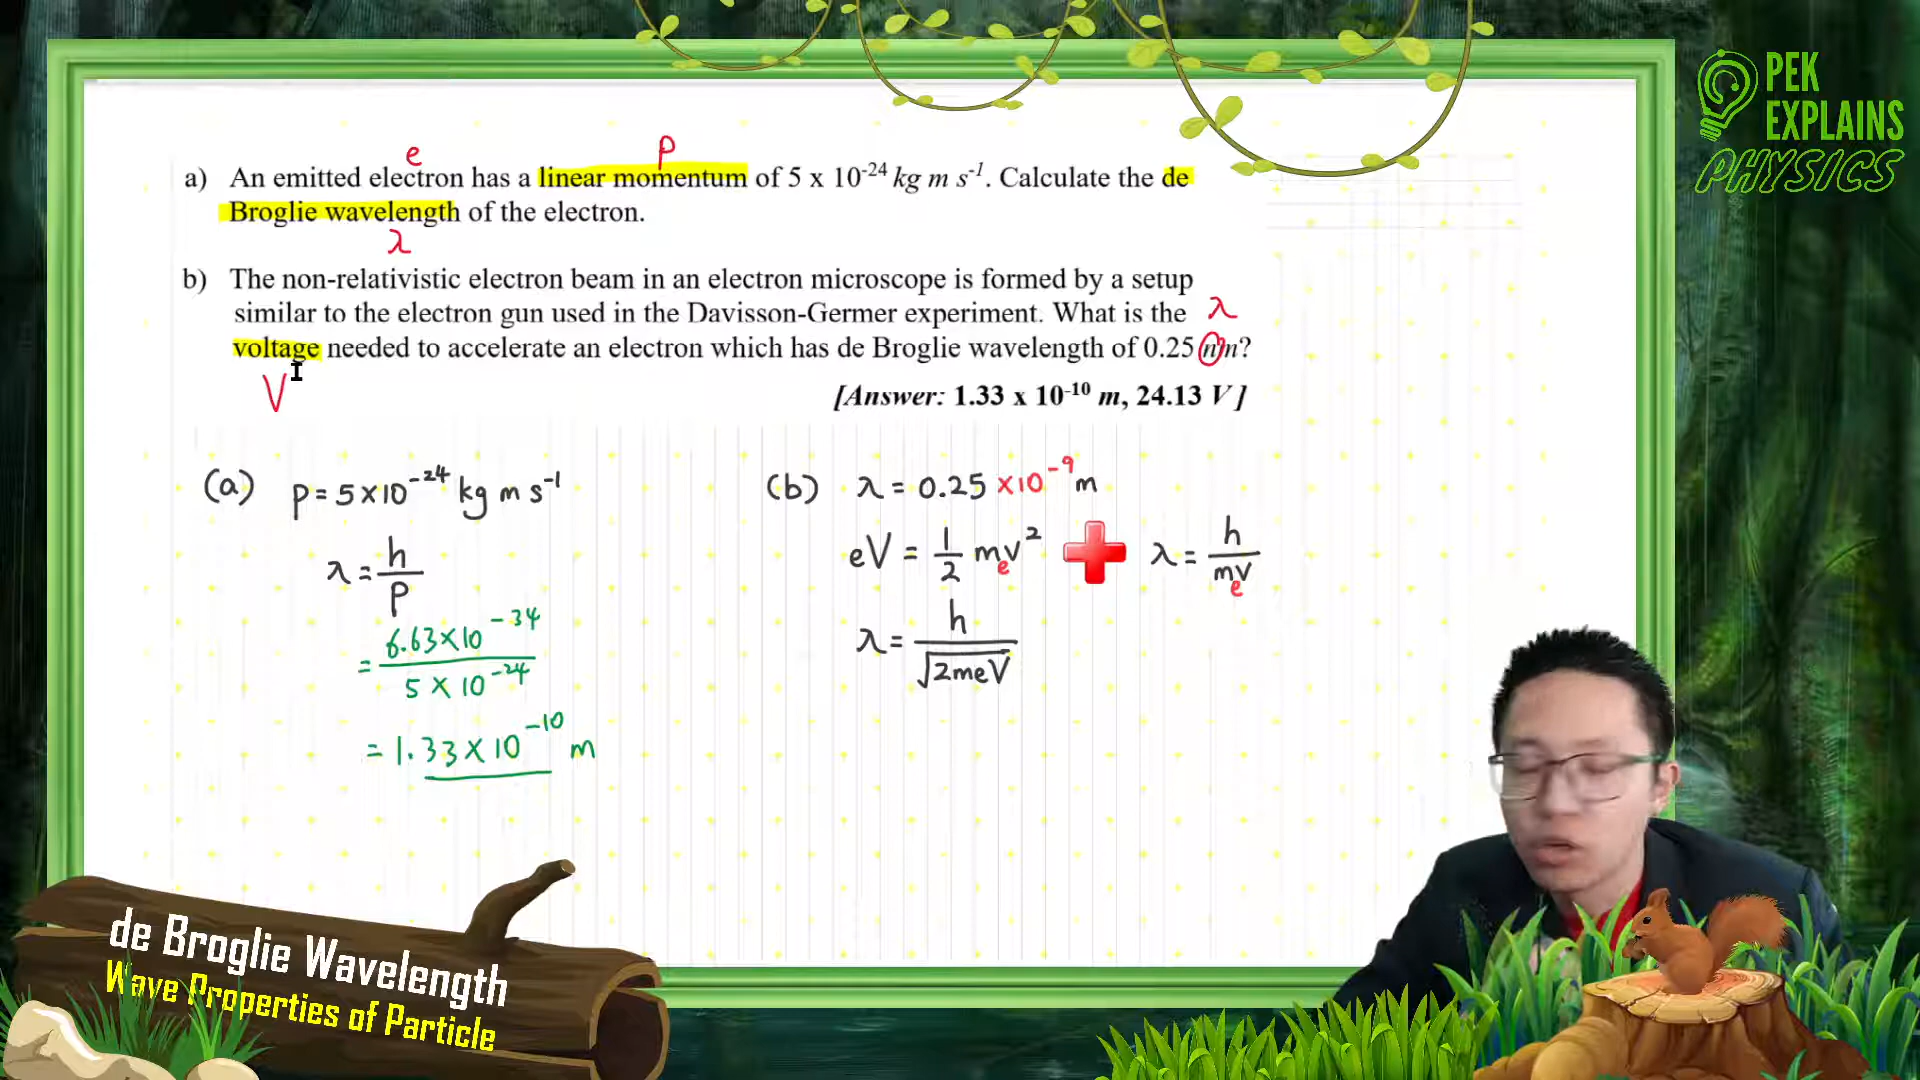 PEK
EXPLAINS
PHYSICS
e
p
a) An emitted electron has a linear momentum of 5 x 10⁻²⁴ kg m s⁻¹. Calculate the de
Broglie wavelength of the electron.
λ
b) The non-relativistic electron beam in an electron microscope is formed by a setup
similar to the electron gun used in the Davisson-Germer experiment. What is the
λ
voltage needed to accelerate an electron which has de Broglie wavelength of 0.25 nm?
V
[Answer: 1.33 x 10⁻¹⁰ m, 24.13 V ]
(a) p = 5×10⁻²⁴ kg m s⁻¹
λ = h/p
= 6.63×10⁻³⁴ / 5×10⁻²⁴
= 1.33×10⁻¹⁰ m
(b) λ = 0.25 ×10⁻⁹ m
eV = 1/2 mₑv² + λ = h/mₑv
λ = h/√2meV
de Broglie Wavelength
Wave Properties of Particle